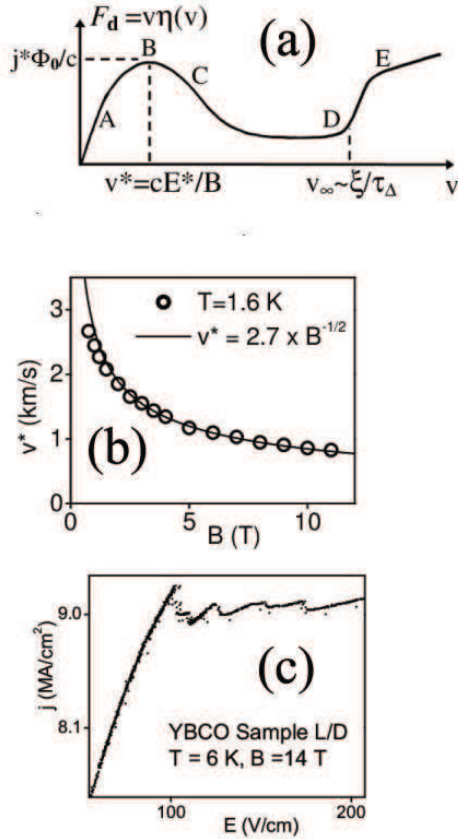 F_d = vη(v)
(a)
j*Φ₀/c
B
E
C
A
D
v*=cE*/B
v∞~ξ/τ_Δ
v
3
T=1.6 K
v* = 2.7 x B^-1/2
2
v* (km/s)
1
(b)
0
0
5
10
B (T)
9.0
j (MA/cm²)
(c)
8.1
YBCO Sample L/D
T = 6 K, B =14 T
100
200
E (V/cm)